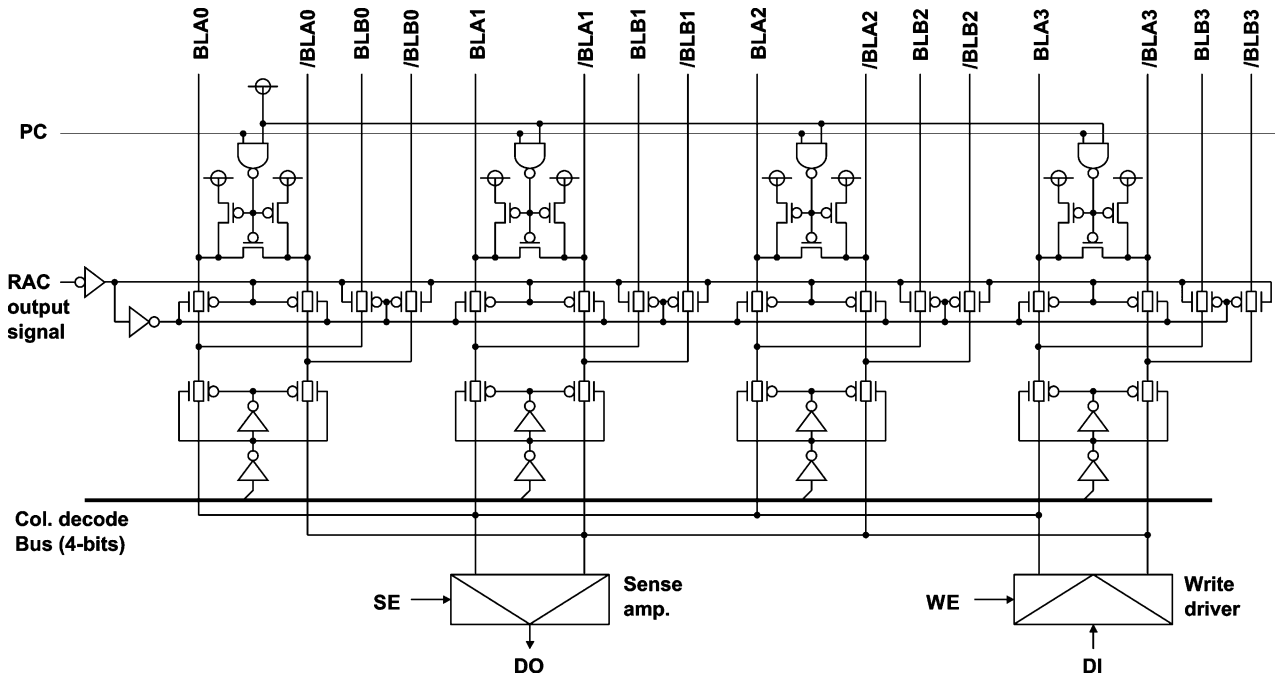 BLA0
/BLA0
BLB0
/BLB0
BLA1
/BLA1
BLB1
/BLB1
BLA2
/BLA2
BLB2
/BLB2
BLA3
/BLA3
BLB3
/BLB3
PC
RAC
output
signal
Col. decode
Bus (4-bits)
SE
Sense
amp.
WE
Write
driver
DO
DI